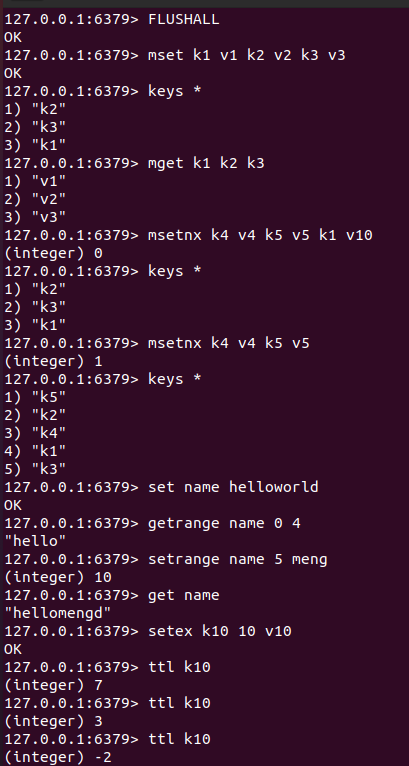 127.0.0.1:6379> FLUSHALL
OK
127.0.0.1:6379> mset k1 v1 k2 v2 k3 v3
OK
127.0.0.1:6379> keys *
1) "k2"
2) "k3"
3) "k1"
127.0.0.1:6379> mget k1 k2 k3
1) "v1"
2) "v2"
3) "v3"
127.0.0.1:6379> msetnx k4 v4 k5 v5 k1 v10
(integer) 0
127.0.0.1:6379> keys *
1) "k2"
2) "k3"
3) "k1"
127.0.0.1:6379> msetnx k4 v4 k5 v5
(integer) 1
127.0.0.1:6379> keys *
1) "k5"
2) "k2"
3) "k4"
4) "k1"
5) "k3"
127.0.0.1:6379> set name helloworld
OK
127.0.0.1:6379> getrange name 0 4
"hello"
127.0.0.1:6379> setrange name 5 meng
(integer) 10
127.0.0.1:6379> get name
"hellomengd"
127.0.0.1:6379> setex k10 10 v10
OK
127.0.0.1:6379> ttl k10
(integer) 7
127.0.0.1:6379> ttl k10
(integer) 3
127.0.0.1:6379> ttl k10
(integer) -2